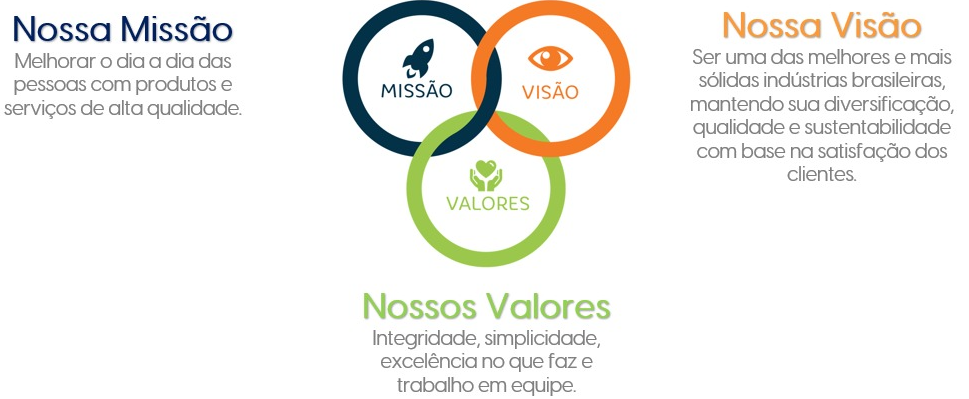 Nossa Missão
Melhorar o dia a dia das
pessoas com produtos e
serviços de alta qualidade.
MISSÃO
VISÃO
VALORES
Nossa Visão
Ser uma das melhores e mais
sólidas indústrias brasileiras,
mantendo sua diversificação,
qualidade e sustentabilidade
com base na satisfação dos
clientes.
Nossos Valores
Integridade, simplicidade,
excelência no que faz e
trabalho em equipe.